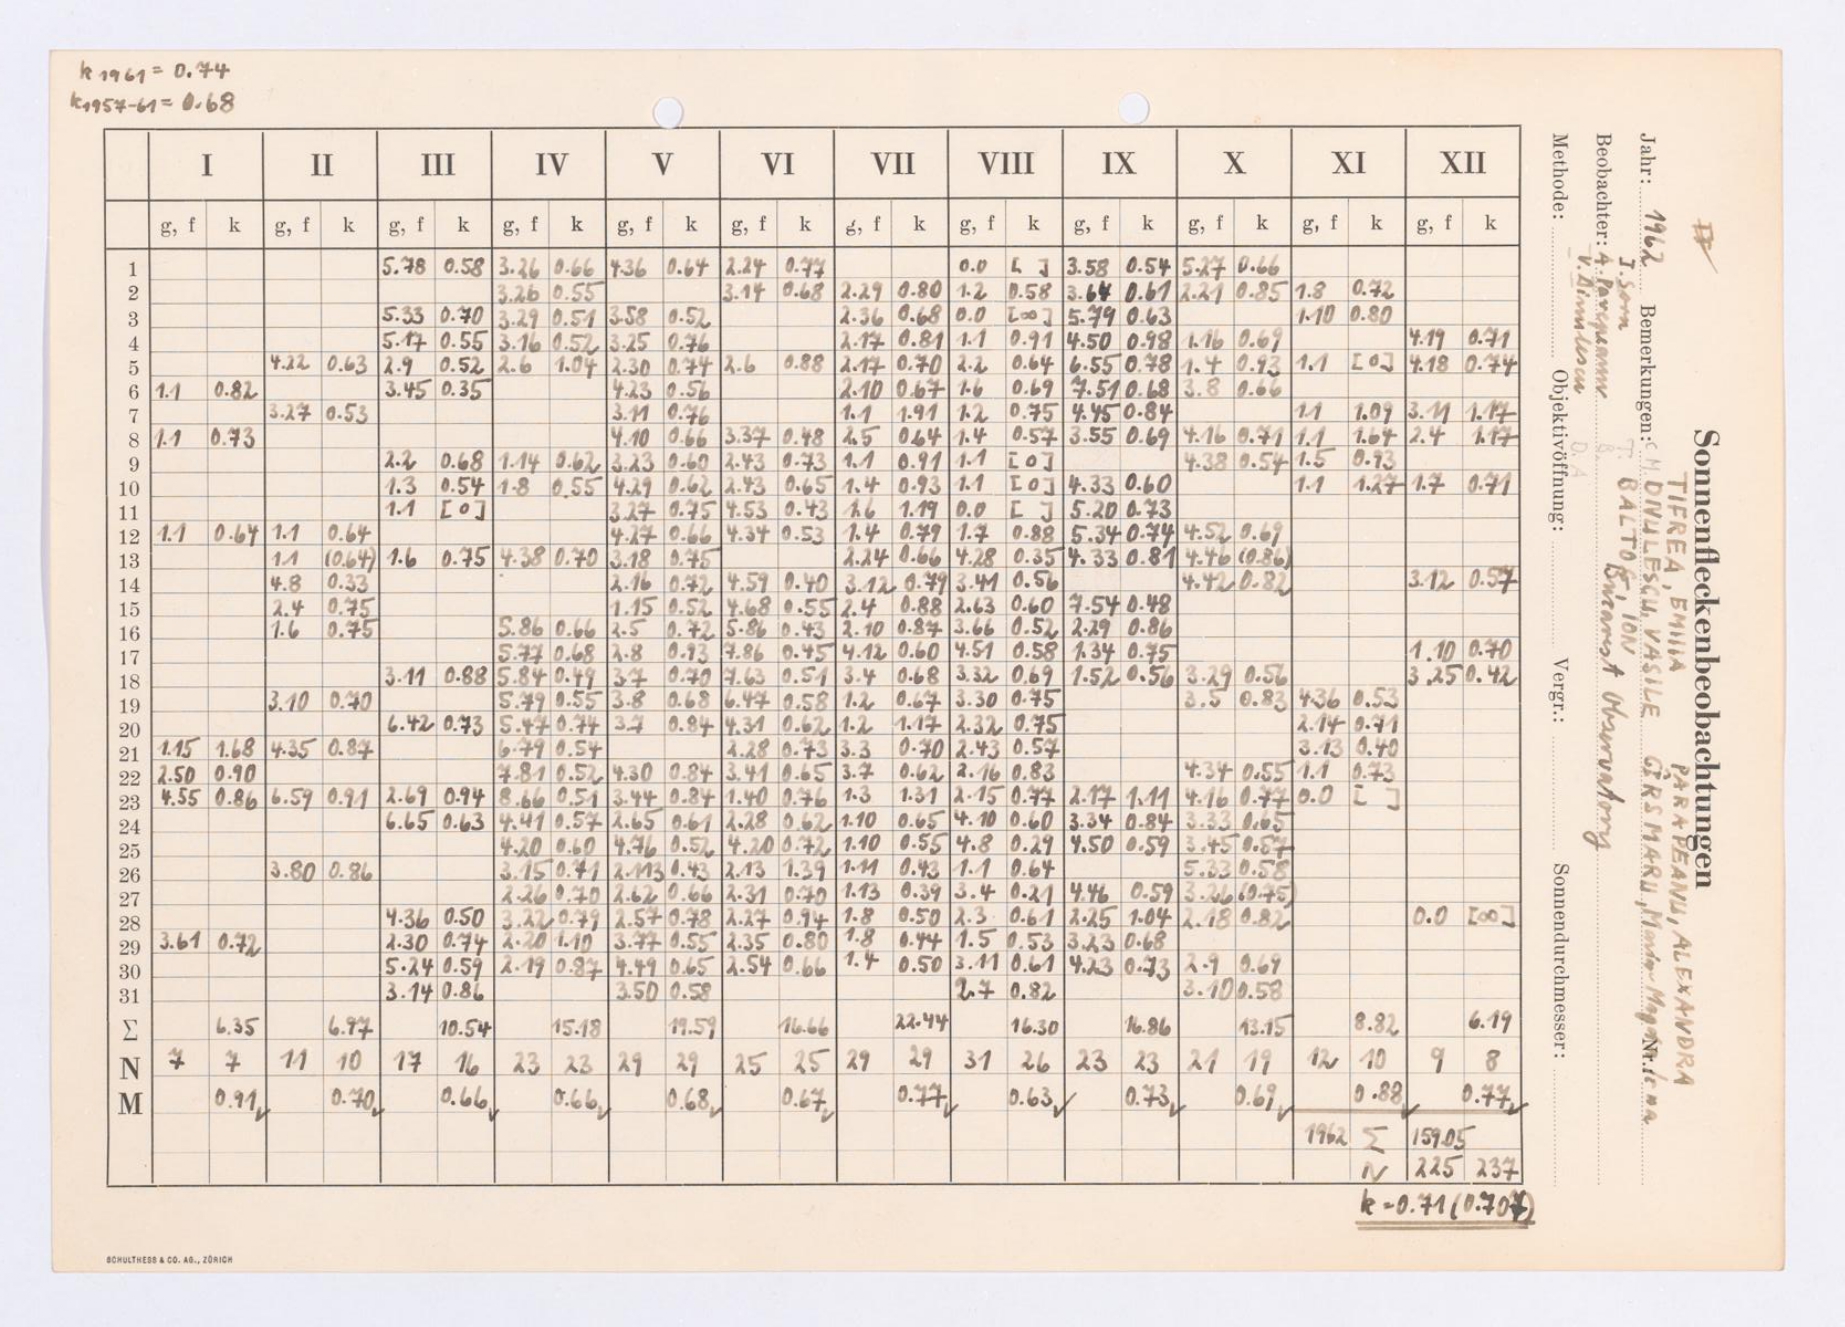 k 1961 = 0.74
k 1957-61 = 0.68
I II III IV V VI VII VIII IX X XI XII
g, f k g, f k g, f k g, f k g, f k g, f k g, f k g, f k g, f k g, f k g, f k g, f k
1 5.78 0.58 3.26 0.66 4.36 0.64 2.24 0.77 0.0 [ ] 3.58 0.54 5.27 0.66
2 3.26 0.55 3.14 0.68 2.29 0.80 1.2 0.58 3.64 0.61 2.21 0.85 1.8 0.72
3 5.33 0.70 3.29 0.51 3.58 0.52 2.36 0.68 0.0 [∞] 5.79 0.63 1.10 0.80
4 5.17 0.55 3.16 0.52 3.25 0.76 2.17 0.81 1.1 0.91 4.50 0.98 1.16 0.69 4.19 0.71
5 4.22 0.63 2.9 0.52 2.6 1.04 2.30 0.74 2.6 0.88 2.17 0.70 2.2 0.64 6.55 0.78 1.4 0.93 1.1 [0] 4.18 0.74
6 1.1 0.82 3.45 0.35 4.23 0.56 2.10 0.67 1.6 0.69 7.51 0.68 3.8 0.66
7 3.27 0.53 3.11 0.76 1.1 1.91 1.2 0.75 4.45 0.84 1.1 1.09 3.11 1.17
8 1.1 0.73 4.10 0.66 3.37 0.48 2.5 0.64 1.4 0.57 3.55 0.69 4.16 0.71 1.1 1.64 2.4 1.17
9 2.2 0.68 1.14 0.62 3.23 0.60 2.43 0.73 1.1 0.91 1.1 [0] 4.38 0.54 1.5 0.93
10 1.3 0.54 1.8 0.55 4.29 0.62 2.43 0.65 1.4 0.93 1.1 [0] 4.33 0.60 1.1 1.27 1.7 0.71
11 1.1 [0] 3.27 0.75 4.53 0.43 1.6 1.19 0.0 [ ] 5.20 0.73
12 1.1 0.64 1.1 0.64 4.27 0.66 4.34 0.53 1.4 0.79 1.7 0.88 5.34 0.74 4.52 0.69
13 1.1 (0.64) 1.6 0.75 4.38 0.70 3.18 0.75 2.24 0.66 4.28 0.35 4.33 0.81 4.46 (0.86)
14 4.8 0.33 2.16 0.72 4.59 0.40 3.12 0.79 3.41 0.56 4.42 0.82 3.12 0.57
15 2.4 0.75 1.15 0.52 4.68 0.55 2.4 0.88 2.63 0.60 7.54 0.48
16 1.6 0.75 5.86 0.66 2.5 0.72 5.86 0.43 2.10 0.87 3.66 0.52 2.29 0.86
17 5.77 0.68 2.8 0.93 7.86 0.45 4.12 0.60 4.51 0.58 1.34 0.75 1.10 0.70
18 3.11 0.88 5.84 0.49 3.7 0.70 7.63 0.51 3.4 0.68 3.32 0.69 1.52 0.56 3.29 0.56 3.25 0.42
19 3.10 0.70 5.79 0.55 3.8 0.68 6.47 0.58 1.2 0.67 3.30 0.75 3.5 0.83 4.36 0.53
20 6.42 0.73 5.47 0.74 3.7 0.84 4.31 0.62 1.2 1.17 2.32 0.75 2.14 0.71
21 1.15 1.68 4.35 0.87 6.79 0.54 2.28 0.73 3.3 0.70 2.43 0.57 3.13 0.40
22 2.50 0.90 7.81 0.52 4.30 0.84 3.41 0.65 3.7 0.62 2.16 0.83 4.34 0.55 1.1 0.73
23 4.55 0.86 6.59 0.91 2.69 0.94 8.66 0.51 3.44 0.84 1.40 0.76 1.3 1.31 2.15 0.77 2.17 1.11 4.16 0.77 0.0 [ ]
24 6.65 0.63 4.41 0.57 2.65 0.61 2.28 0.62 1.10 0.65 4.10 0.60 3.34 0.84 3.33 0.65
25 4.20 0.60 4.76 0.52 4.20 0.72 1.10 0.55 4.8 0.29 4.50 0.59 3.45 0.57
26 3.80 0.86 3.15 0.71 2.113 0.43 2.13 1.39 1.11 0.43 1.1 0.64 5.33 0.58
27 2.26 0.70 2.62 0.66 2.31 0.70 1.13 0.39 3.4 0.21 4.46 0.59 3.26 (0.75)
28 4.36 0.50 3.22 0.79 2.57 0.78 2.27 0.94 1.8 0.50 2.3 0.61 2.25 1.04 2.18 0.82 0.0 [∞]
29 3.61 0.72 2.30 0.74 2.20 1.10 3.77 0.55 2.35 0.80 1.8 0.44 1.5 0.53 3.23 0.68
30 5.24 0.59 2.19 0.87 4.49 0.65 2.54 0.66 1.4 0.50 3.11 0.61 4.23 0.73 2.9 0.69
31 3.14 0.86 3.50 0.58 2.7 0.82 3.10 0.58
Σ 6.35 6.97 10.54 15.18 19.59 16.66 22.44 16.30 16.86 13.15 8.82 6.19
N 7 7 11 10 17 16 23 23 29 29 25 25 29 29 31 26 23 23 21 19 12 10 9 8
M 0.91 0.70 0.66 0.66 0.68 0.67 0.77 0.63 0.73 0.69 0.88 0.77
1962 Σ 159.05
N 225 237
k = 0.71 (0.707)
SCHULTHESS & CO. AG., ZÜRICH
Sonnenfleckenbeobachtungen
TIFREA, EMILIA PÂRAPEANU, ALEXANDRA
Jahr: 1962 Bemerkungen: DINULESCU, VASILE Nr.
BALTOG, ION
Beobachter: Bucarest Observatory
V. Dinulescu
Methode: Objektivöffnung: Vergr.: Sonnendurchmesser: